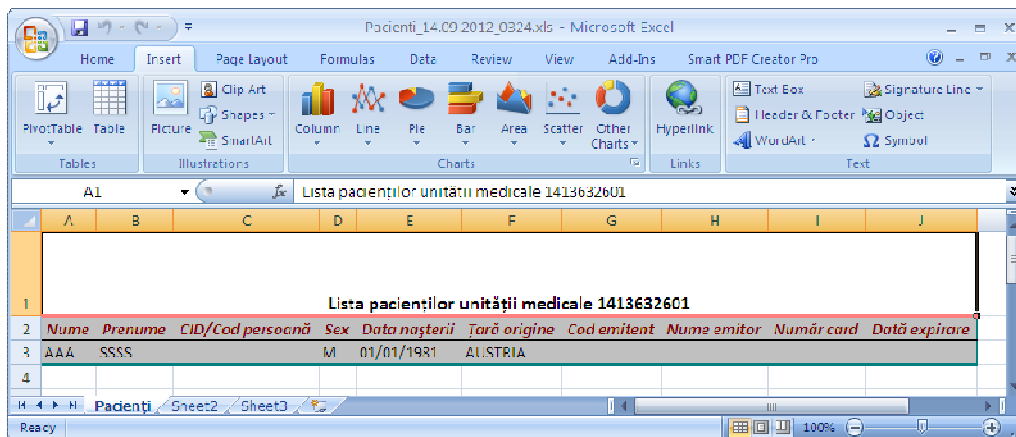 Pacienti_14.09.2012_0324.xls - Microsoft Excel
Home Insert Page Layout Formulas Data Review View Add-Ins Smart PDF Creator Pro
PivotTable Table Picture Clip Art Shapes SmartArt Column Line Pie Bar Area Scatter Other Charts Hyperlink Text Box Header & Footer WordArt Signature Line Object Symbol
Tables Illustrations Charts Links Text
A1 fx Lista pacienților unității medicale 1413632601
A B C D E F G H I J
1 Lista pacienților unității medicale 1413632601
2 Nume Prenume CID/Cod persoană Sex Data nașterii Țară origine Cod emitent Nume emitor Număr card Dată expirare
3 AAA SSSS M 01/01/1981 AUSTRIA
4
Pacienți Sheet2 Sheet3
Ready 100%